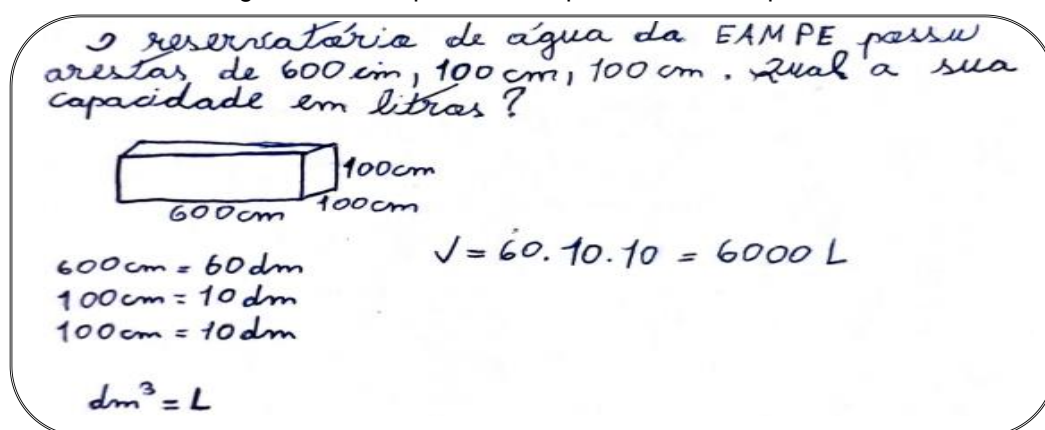 O reservatório de água da EAMPE possui
arestas de 600 cm, 100 cm, 100 cm. Qual a sua
capacidade em litros?
100cm
600cm 100cm
600cm = 60dm
V = 60.10.10 = 6000 L
100cm = 10dm
100cm = 10dm
dm³ = L